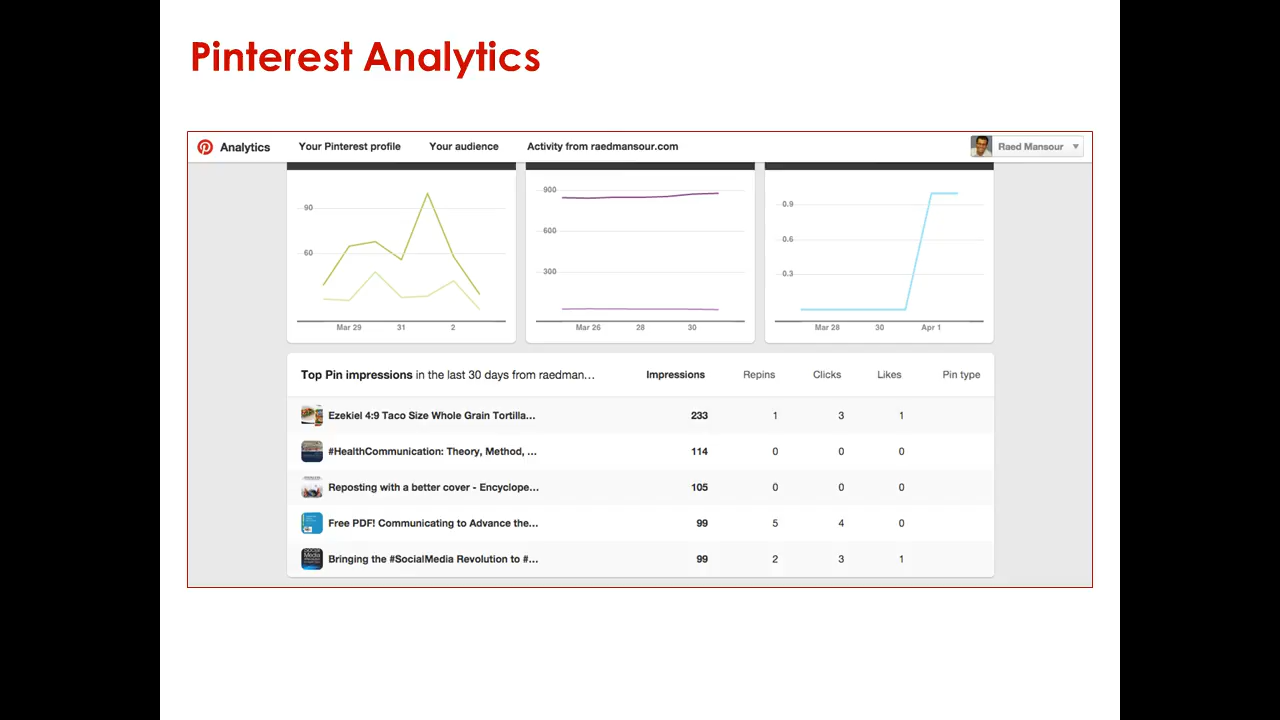 Pinterest Analytics
Analytics Your Pinterest profile Your audience Activity from raedmansour.com Raed Mansour
90
60
Mar 29 31 2
900
600
300
Mar 26 28 30
0.9
0.6
0.3
Mar 28 30 Apr 1
Top Pin impressions in the last 30 days from raedman... Impressions Repins Clicks Likes Pin type
Ezekiel 4:9 Taco Size Whole Grain Tortilla... 233 1 3 1
#HealthCommunication: Theory, Method, ... 114 0 0 0
Reposting with a better cover - Encyclope... 105 0 0 0
Free PDF! Communicating to Advance the... 99 5 4 0
Bringing the #SocialMedia Revolution to #... 99 2 3 1